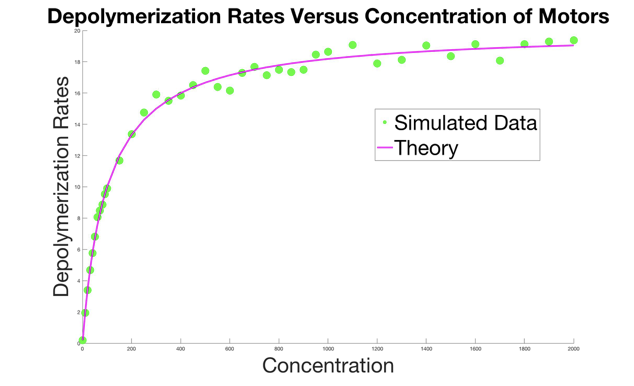 Depolymerization Rates Versus Concentration of Motors
20
18
16
14
12
10
8
6
4
2
0
Depolymerization Rates
Simulated Data
Theory
0 200 400 600 800 1000 1200 1400 1600 1800 2000
Concentration